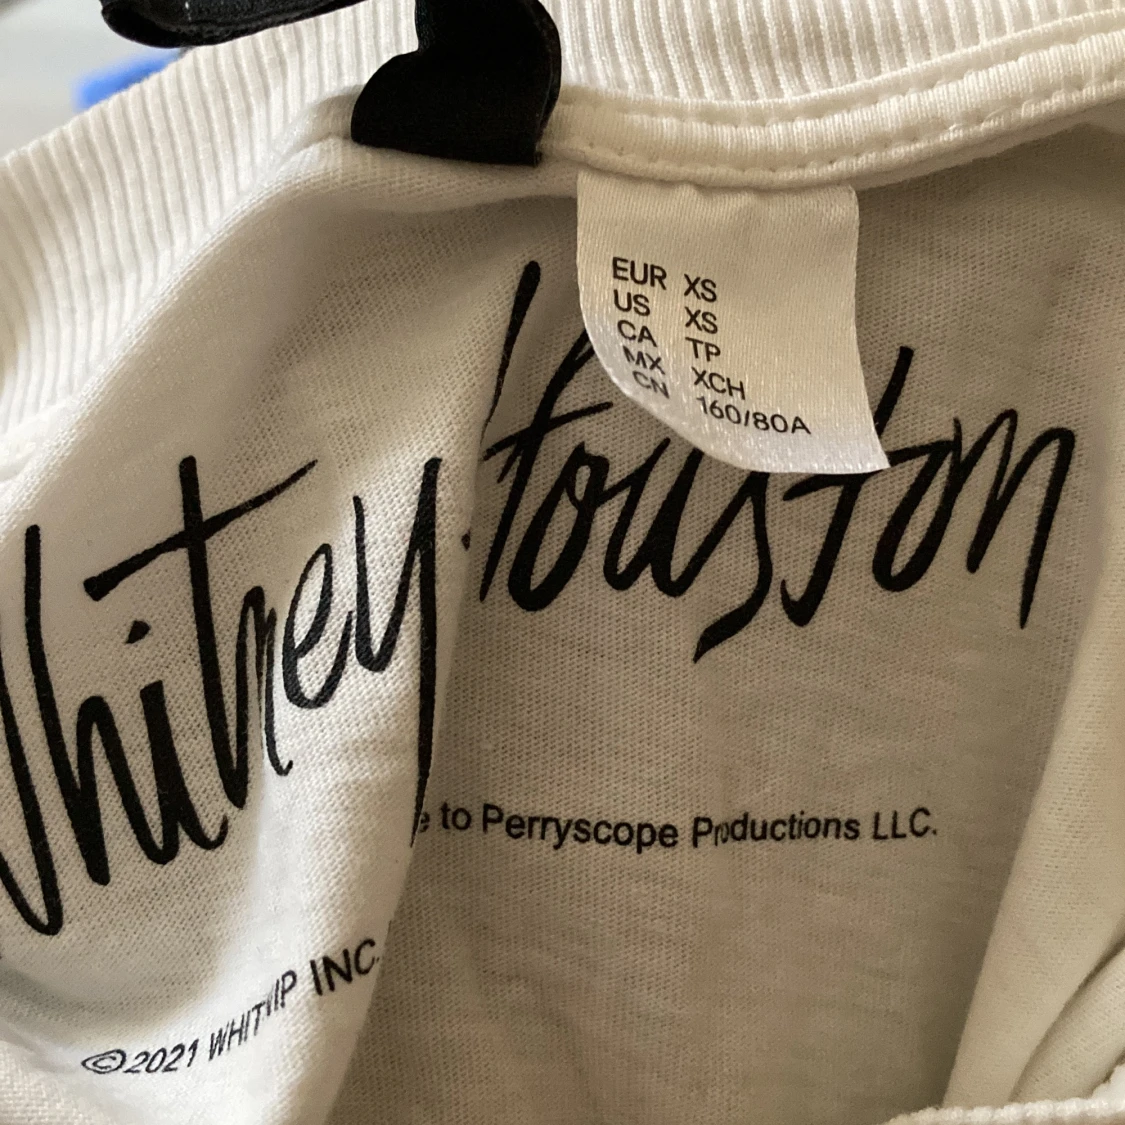 EUR XS
US XS
CA TP
MX XCH
CN 160/80A
Whitney Houston
to Perryscope Productions LLC.
©2021 WHITVIP INC.